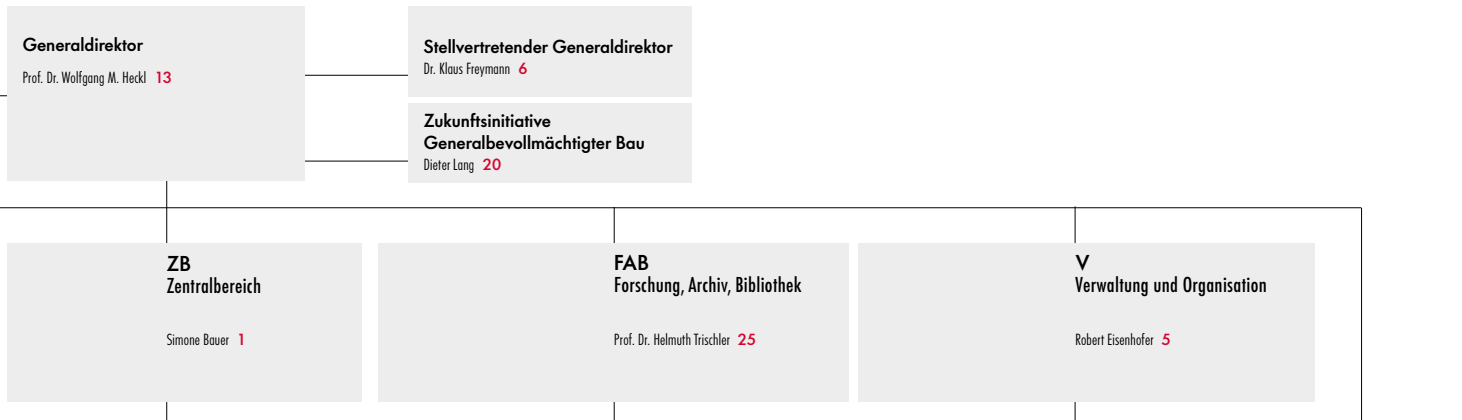 Generaldirektor
Prof. Dr. Wolfgang M. Heckl 13
Stellvertretender Generaldirektor
Dr. Klaus Freymann 6
Zukunftsinitiative
Generalbevollmächtigter Bau
Dieter Lang 20
ZB
Zentralbereich
Simone Bauer 1
FAB
Forschung, Archiv, Bibliothek
Prof. Dr. Helmuth Trischler 25
V
Verwaltung und Organisation
Robert Eisenhofer 5